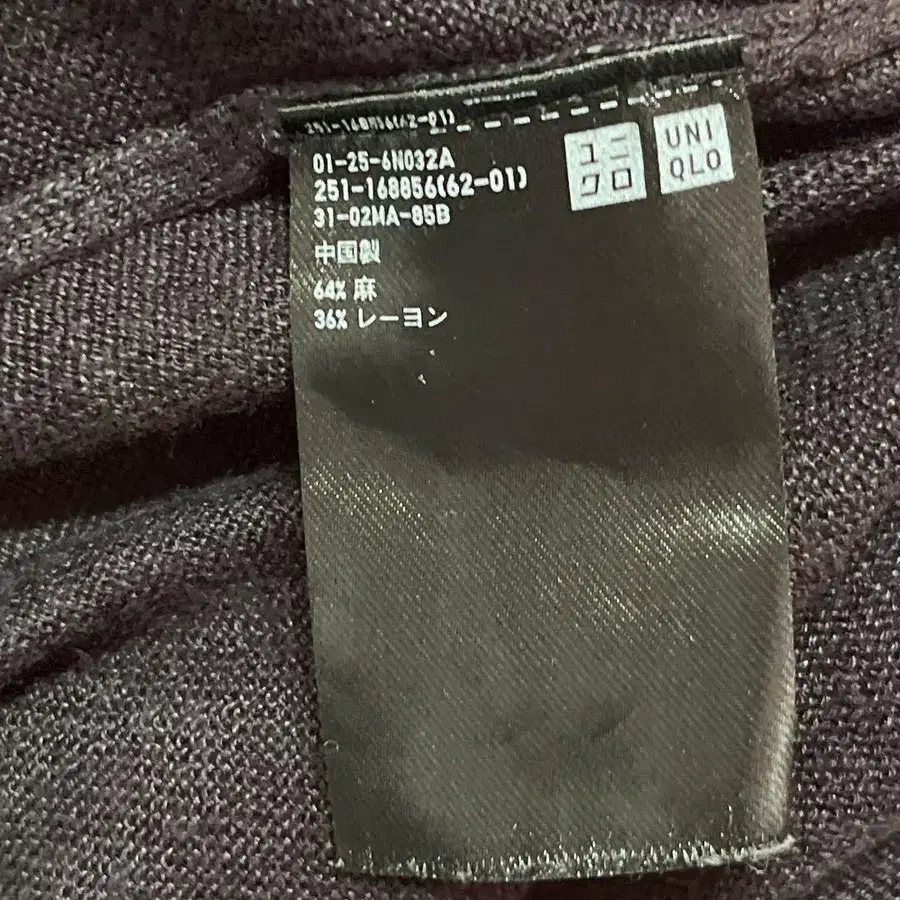 251-168856(62-01)
01-25-6N032A
251-168856(62-01)
31-02MA-85B
中国製
64% 麻
36% レーヨン
ユニ
クロ
UNI
QLO